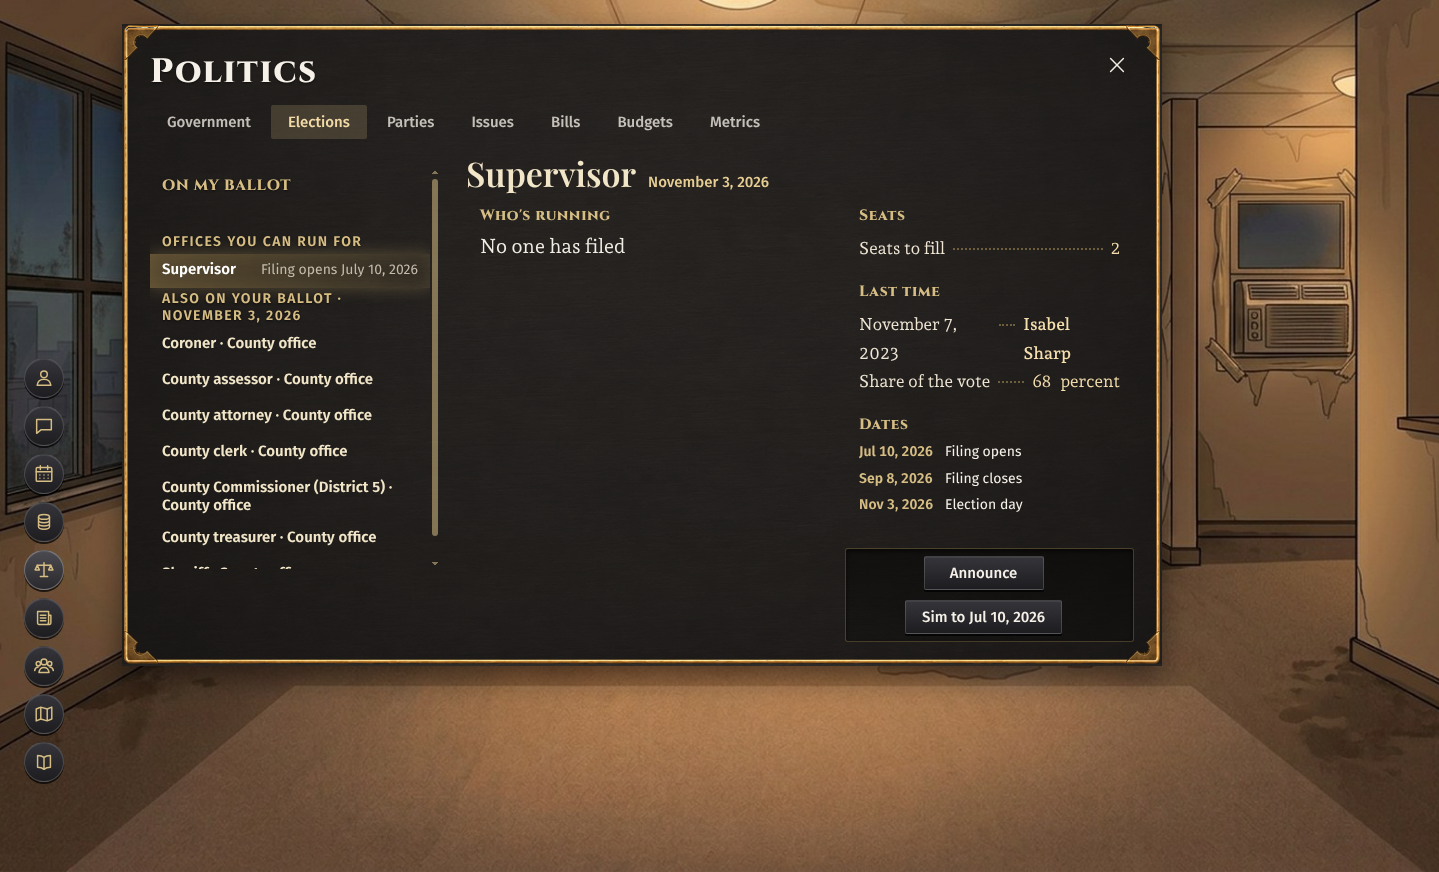 Politics
Government
Elections
Parties
Issues
Bills
Budgets
Metrics
ON MY BALLOT
OFFICES YOU CAN RUN FOR
Supervisor Filing opens July 10, 2026
ALSO ON YOUR BALLOT ·
NOVEMBER 3, 2026
Coroner · County office
County assessor · County office
County attorney · County office
County clerk · County office
County Commissioner (District 5) ·
County office
County treasurer · County office
Supervisor November 3, 2026
Who's running
No one has filed
Seats
Seats to fill 2
Last time
November 7, Isabel
2023 Sharp
Share of the vote 68 percent
Dates
Jul 10, 2026 Filing opens
Sep 8, 2026 Filing closes
Nov 3, 2026 Election day
Announce
Sim to Jul 10, 2026